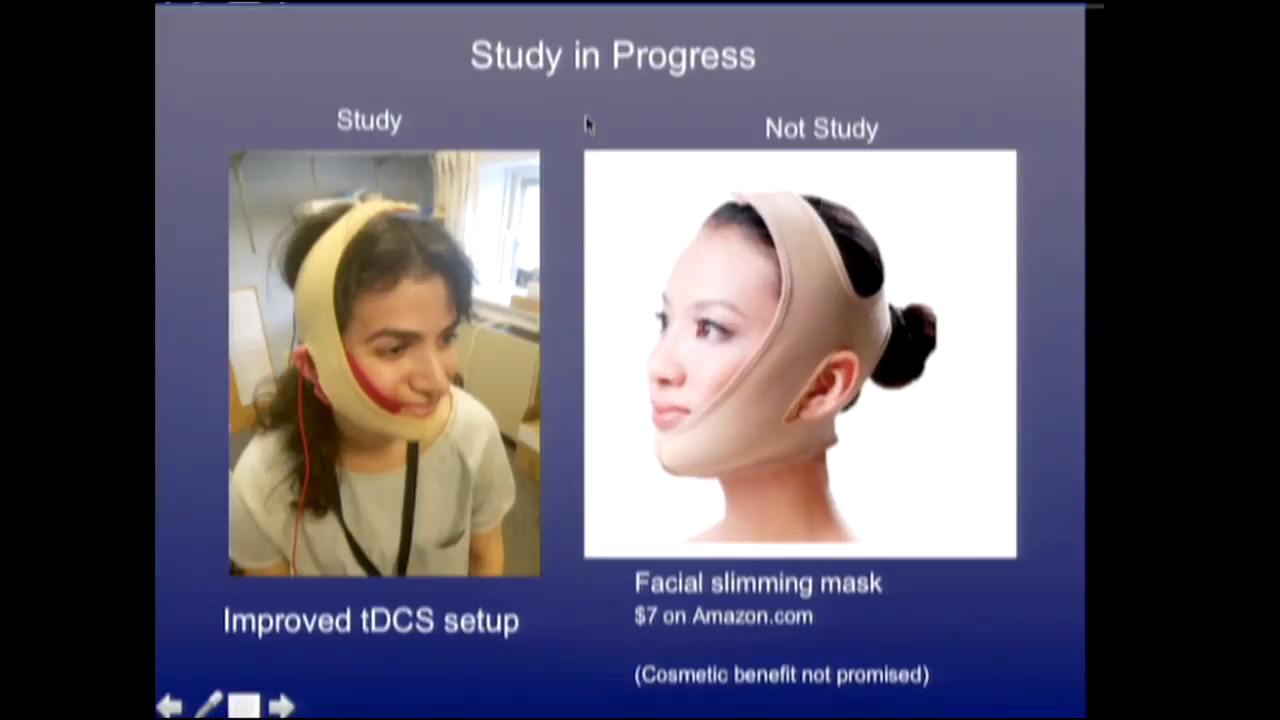 Study in Progress
Study
Not Study
Improved tDCS setup
Facial slimming mask
$7 on Amazon.com
(Cosmetic benefit not promised)